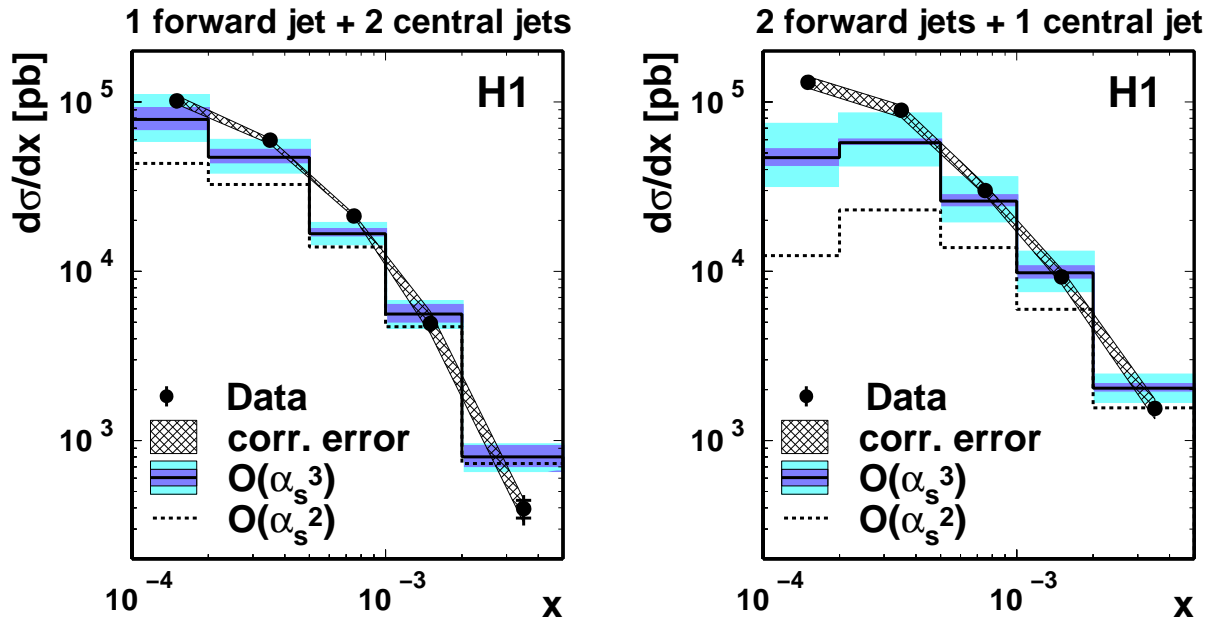 1 forward jet + 2 central jets
dσ/dx [pb]
H1
10⁵
10⁴
10³
Data
corr. error
O(αₛ³)
O(αₛ²)
10⁻⁴
10⁻³
x
2 forward jets + 1 central jet
dσ/dx [pb]
H1
10⁵
10⁴
10³
Data
corr. error
O(αₛ³)
O(αₛ²)
10⁻⁴
10⁻³
x